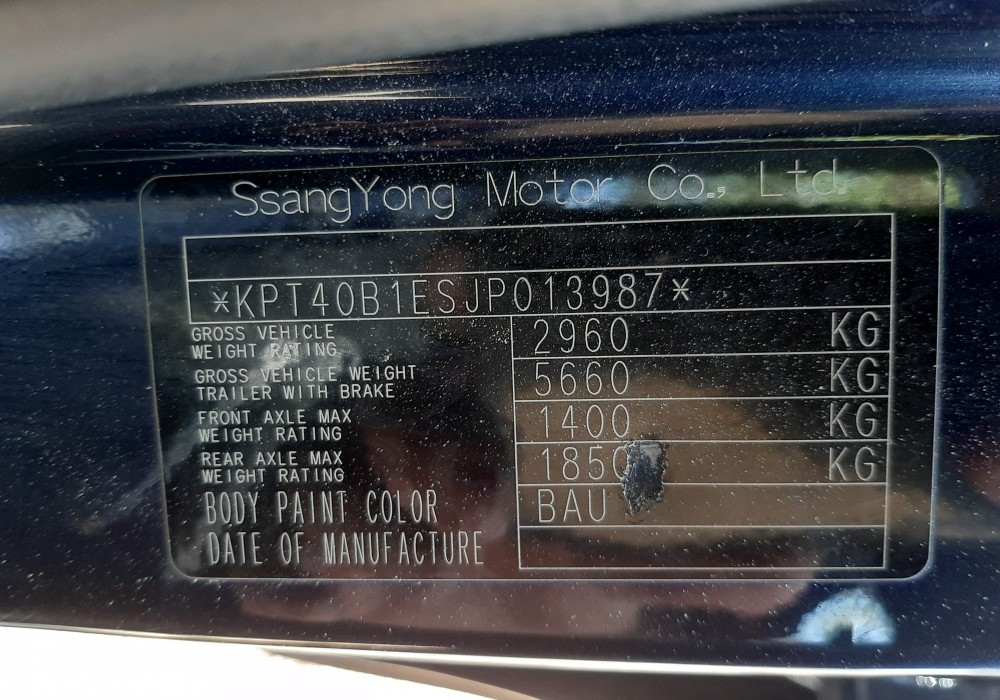 SsangYong Motor Co., Ltd.
*KPT40B1ESJP013987*
GROSS VEHICLE
WEIGHT RATING 2960 KG
GROSS VEHICLE WEIGHT
TRAILER WITH BRAKE 5660 KG
FRONT AXLE MAX
WEIGHT RATING 1400 KG
REAR AXLE MAX
WEIGHT RATING 1850 KG
BODY PAINT COLOR BAU
DATE OF MANUFACTURE